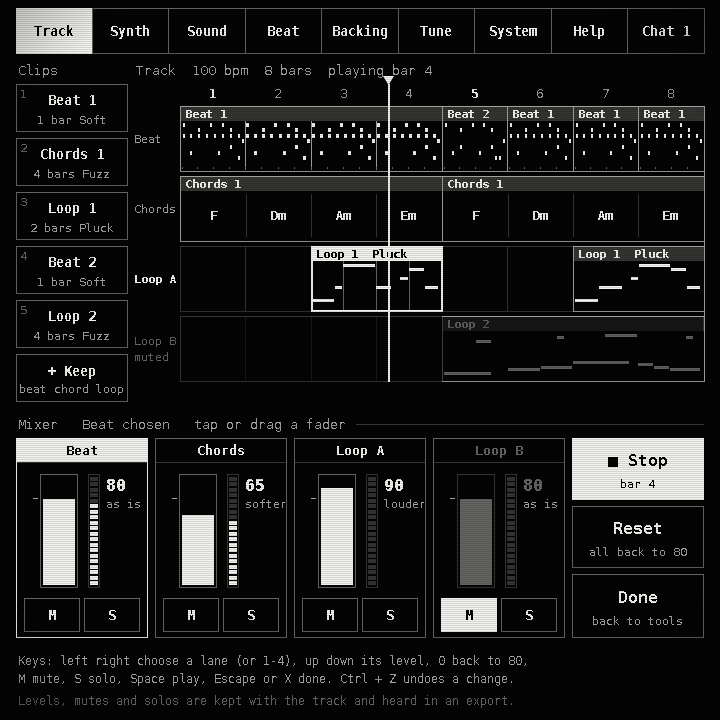 Track Synth Sound Beat Backing Tune System Help Chat 1
Clips
Track 100 bpm 8 bars playing bar 4
1 2 3 4 5 6 7 8
1 Beat 1
1 bar Soft
2 Chords 1
4 bars Fuzz
3 Loop 1
2 bars Pluck
4 Beat 2
1 bar Soft
5 Loop 2
4 bars Fuzz
+ Keep
beat chord loop
Beat
Beat 1 Beat 2 Beat 1 Beat 1 Beat 1
Chords
Chords 1 Chords 1
F Dm Am Em F Dm Am Em
Loop A
Loop 1 Pluck Loop 1 Pluck
Loop B
muted
Loop 2
Mixer Beat chosen tap or drag a fader
Beat
80
as is
M S
Chords
65
softer
M S
Loop A
90
louder
M S
Loop B
80
as is
M S
■ Stop
bar 4
Reset
all back to 80
Done
back to tools
Keys: left right choose a lane (or 1-4), up down its level, 0 back to 80,
M mute, S solo, Space play, Escape or X done. Ctrl + Z undoes a change.
Levels, mutes and solos are kept with the track and heard in an export.